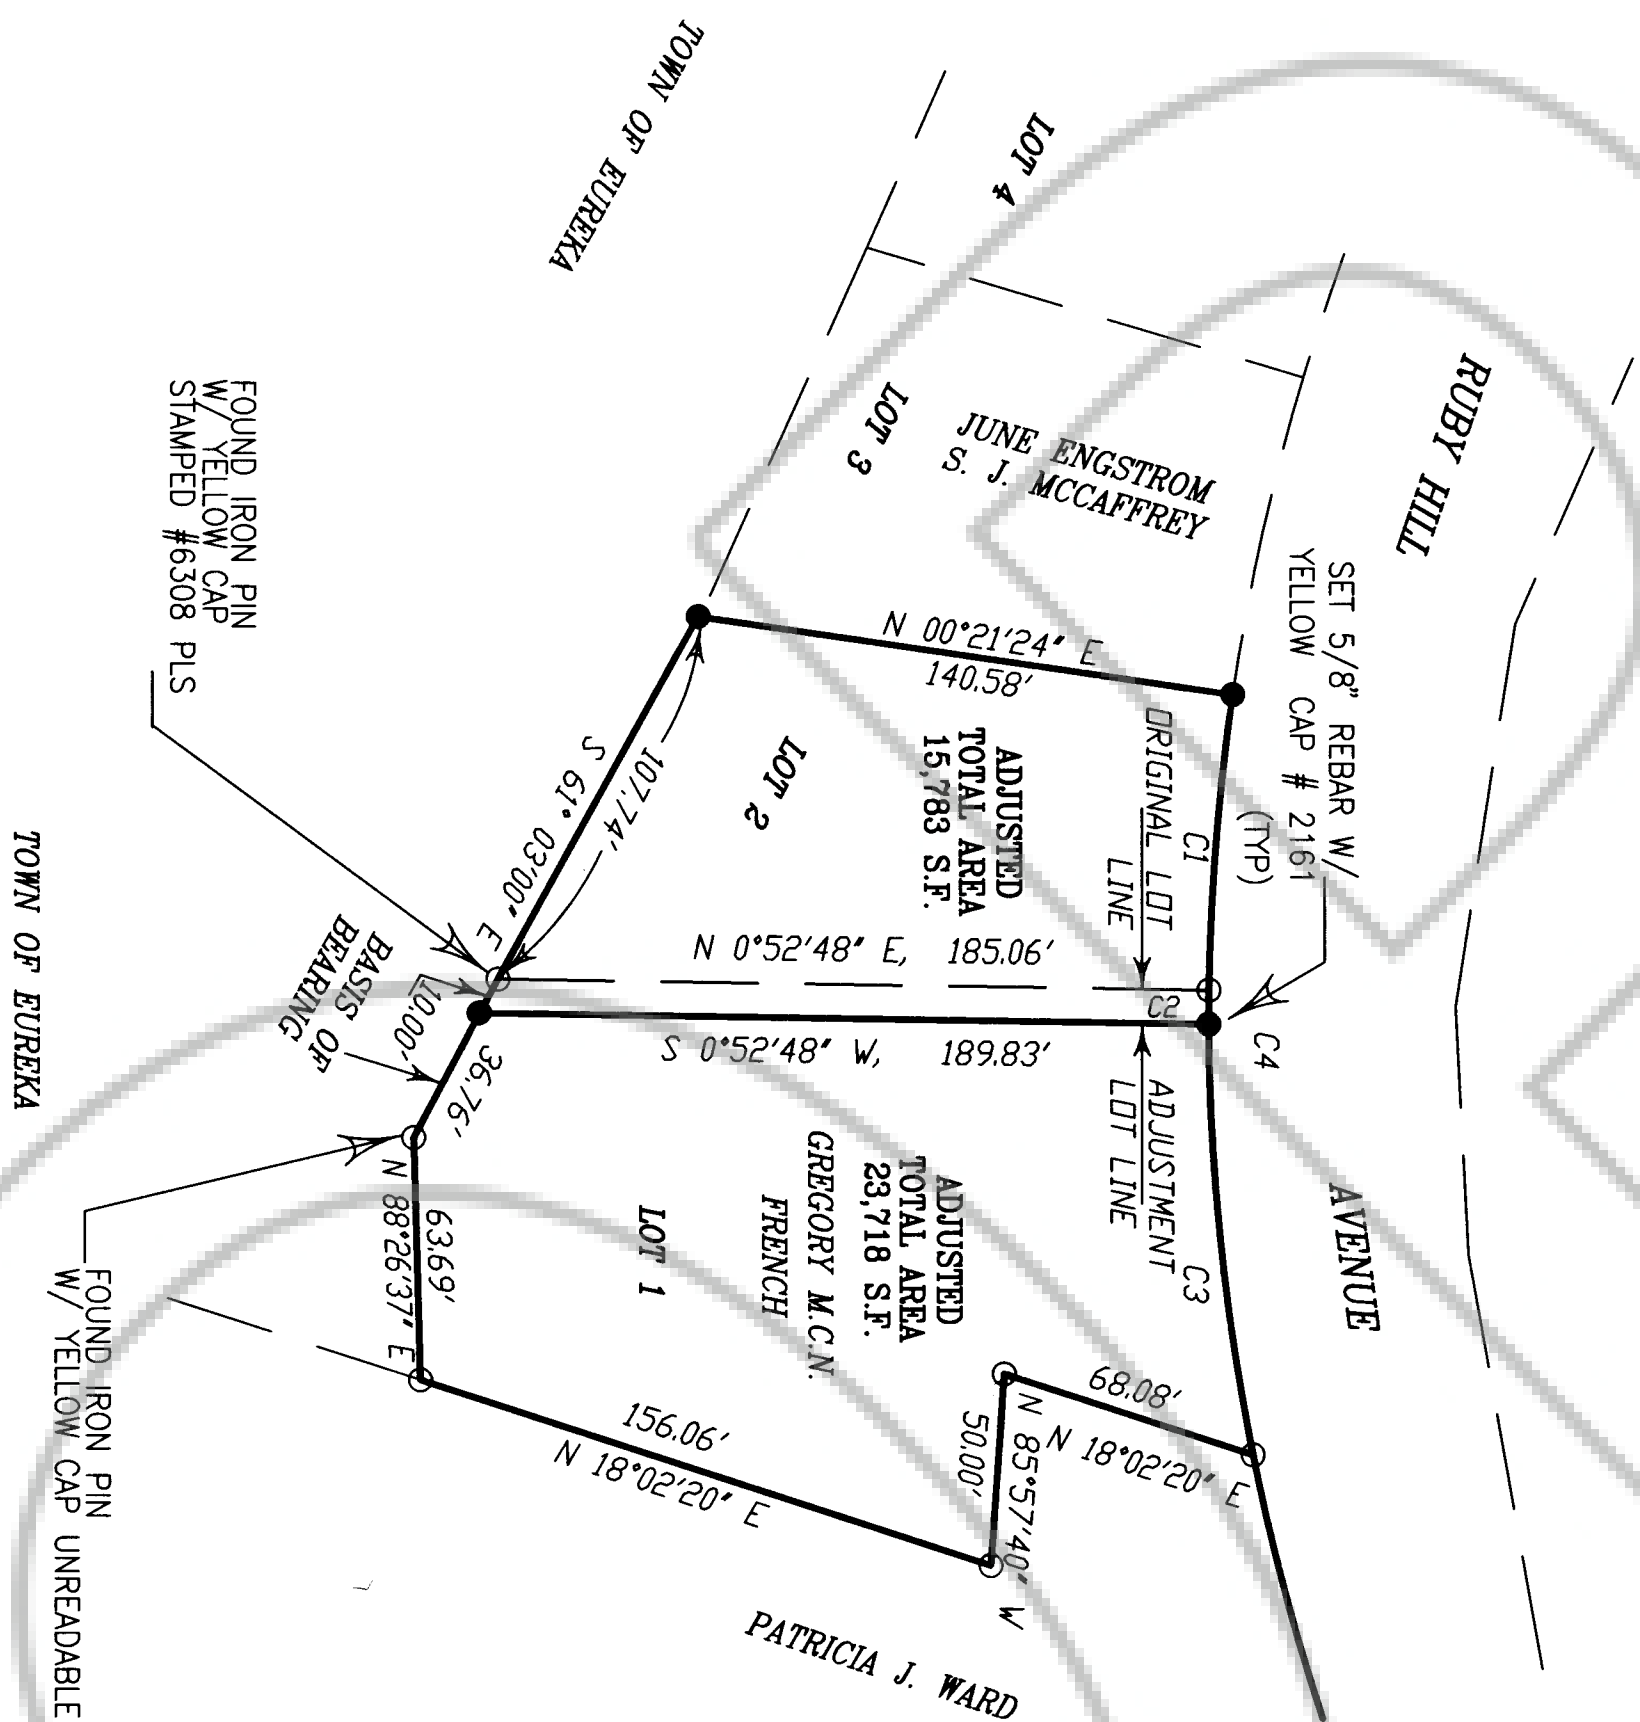 TOWN OF EUREKA
LOT 4
RUBY HILL
AVENUE
LOT 3
JUNE ENGSTROM
S. J. MCCAFFREY
SET 5/8" REBAR W/
YELLOW CAP # 2161
(TYP)
FOUND IRON PIN
W/ YELLOW CAP
STAMPED #6308 PLS
N 00°21'24" E
140.58'
ORIGINAL LOT
LINE
C1
ADJUSTED
TOTAL AREA
15,783 S.F.
LOT 2
107.74'
S 61° 03'00" E
N 0°52'48" E, 185.06'
C2
C4
S 0°52'48" W, 189.83'
10.00'
BASIS OF
BEARING
36.76'
ADJUSTMENT
LOT LINE
C3
ADJUSTED
TOTAL AREA
23,718 S.F.
GREGORY M.C.N.
FRENCH
LOT 1
63.69'
N 88°26'37" E
68.08'
N 18°02'20" E
N 85°57'40" W
50.00'
156.06'
N 18°02'20" E
PATRICIA J. WARD
TOWN OF EUREKA
FOUND IRON PIN
W/ YELLOW CAP UNREADABLE